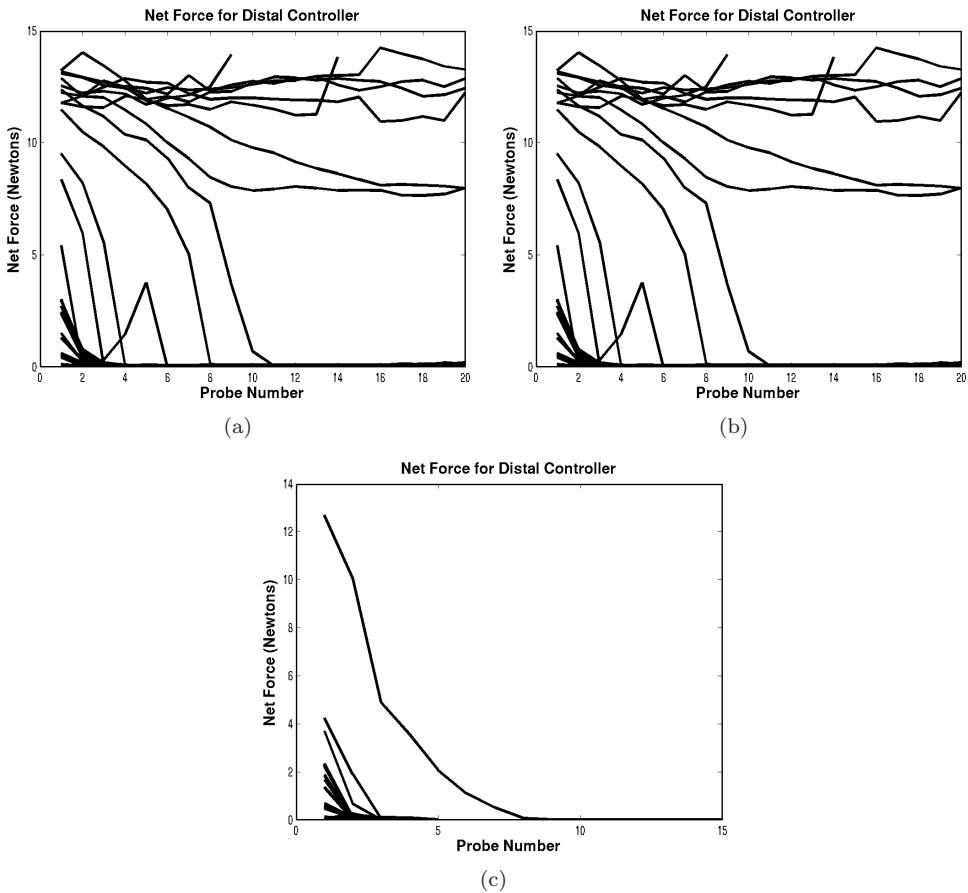 Net Force for Distal Controller
Net Force (Newtons)
15
10
5
0
0 2 4 6 8 10 12 14 16 18 20
Probe Number
(a)
Net Force for Distal Controller
Net Force (Newtons)
15
10
5
0
0 2 4 6 8 10 12 14 16 18 20
Probe Number
(b)
Net Force for Distal Controller
Net Force (Newtons)
14
12
10
8
6
4
2
0
0 5 10 15
Probe Number
(c)